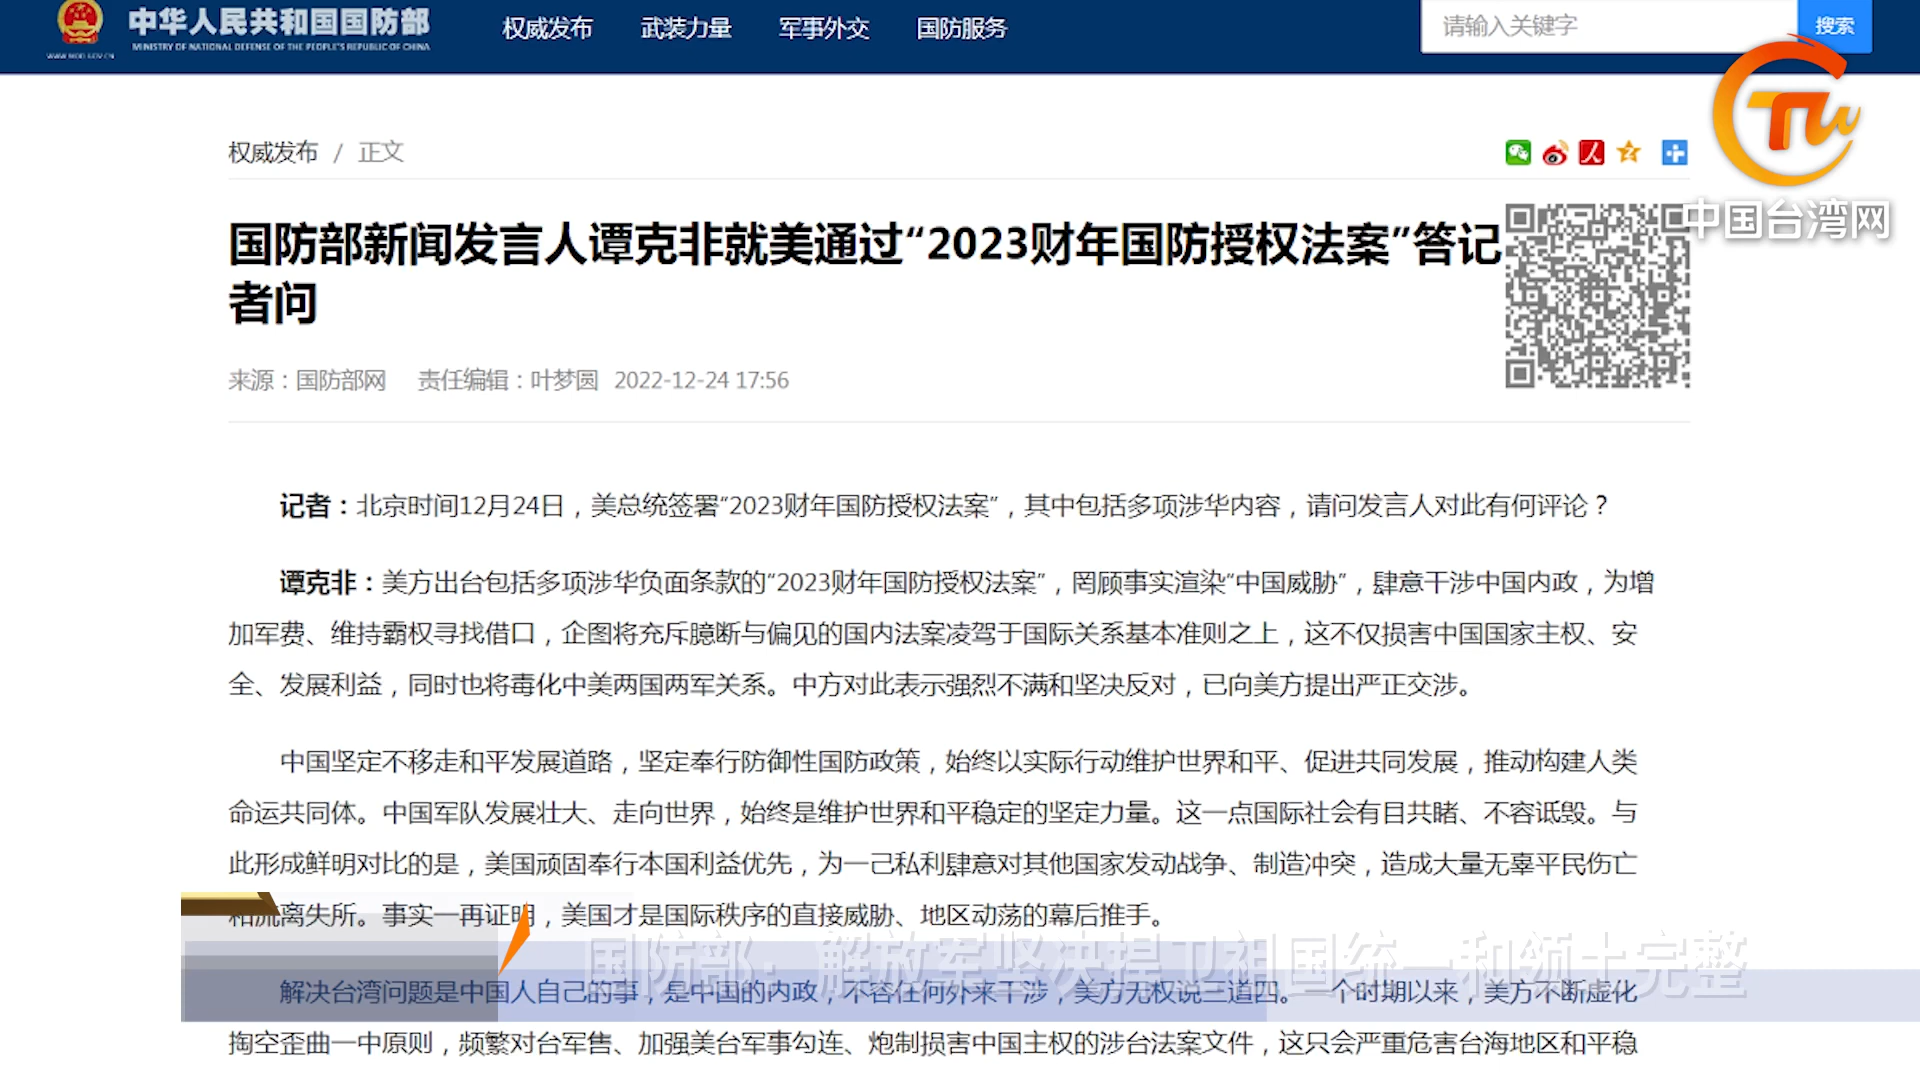 中华人民共和国国防部
MINISTRY OF NATIONAL DEFENSE OF THE PEOPLE'S REPUBLIC OF CHINA
WWW.MOD.GOV.CN
权威发布 武装力量 军事外交 国防服务
请输入关键字 搜索
中国台湾网
权威发布 / 正文
国防部新闻发言人谭克非就美通过“2023财年国防授权法案”答记
者问
来源：国防部网 责任编辑：叶梦圆 2022-12-24 17:56
记者：北京时间12月24日，美总统签署“2023财年国防授权法案”，其中包括多项涉华内容，请问发言人对此有何评论？
谭克非：美方出台包括多项涉华负面条款的“2023财年国防授权法案”，罔顾事实渲染“中国威胁”，肆意干涉中国内政，为增
加军费、维持霸权寻找借口，企图将充斥臆断与偏见的国内法案凌驾于国际关系基本准则之上，这不仅损害中国国家主权、安
全、发展利益，同时也将毒化中美两国两军关系。中方对此表示强烈不满和坚决反对，已向美方提出严正交涉。
中国坚定不移走和平发展道路，坚定奉行防御性国防政策，始终以实际行动维护世界和平、促进共同发展，推动构建人类
命运共同体。中国军队发展壮大、走向世界，始终是维护世界和平稳定的坚定力量。这一点国际社会有目共睹、不容诋毁。与
此形成鲜明对比的是，美国顽固奉行本国利益优先，为一己私利肆意对其他国家发动战争、制造冲突，造成大量无辜平民伤亡
和流离失所。事实一再证明，美国才是国际秩序的直接威胁、地区动荡的幕后推手。
国防部：解放军坚决捍卫祖国统一和领土完整
解决台湾问题是中国人自己的事，是中国的内政，不容任何外来干涉，美方无权说三道四。一个时期以来，美方不断虚化
掏空歪曲一中原则，频繁对台军售、加强美台军事勾连、炮制损害中国主权的涉台法案文件，这只会严重危害台海地区和平稳